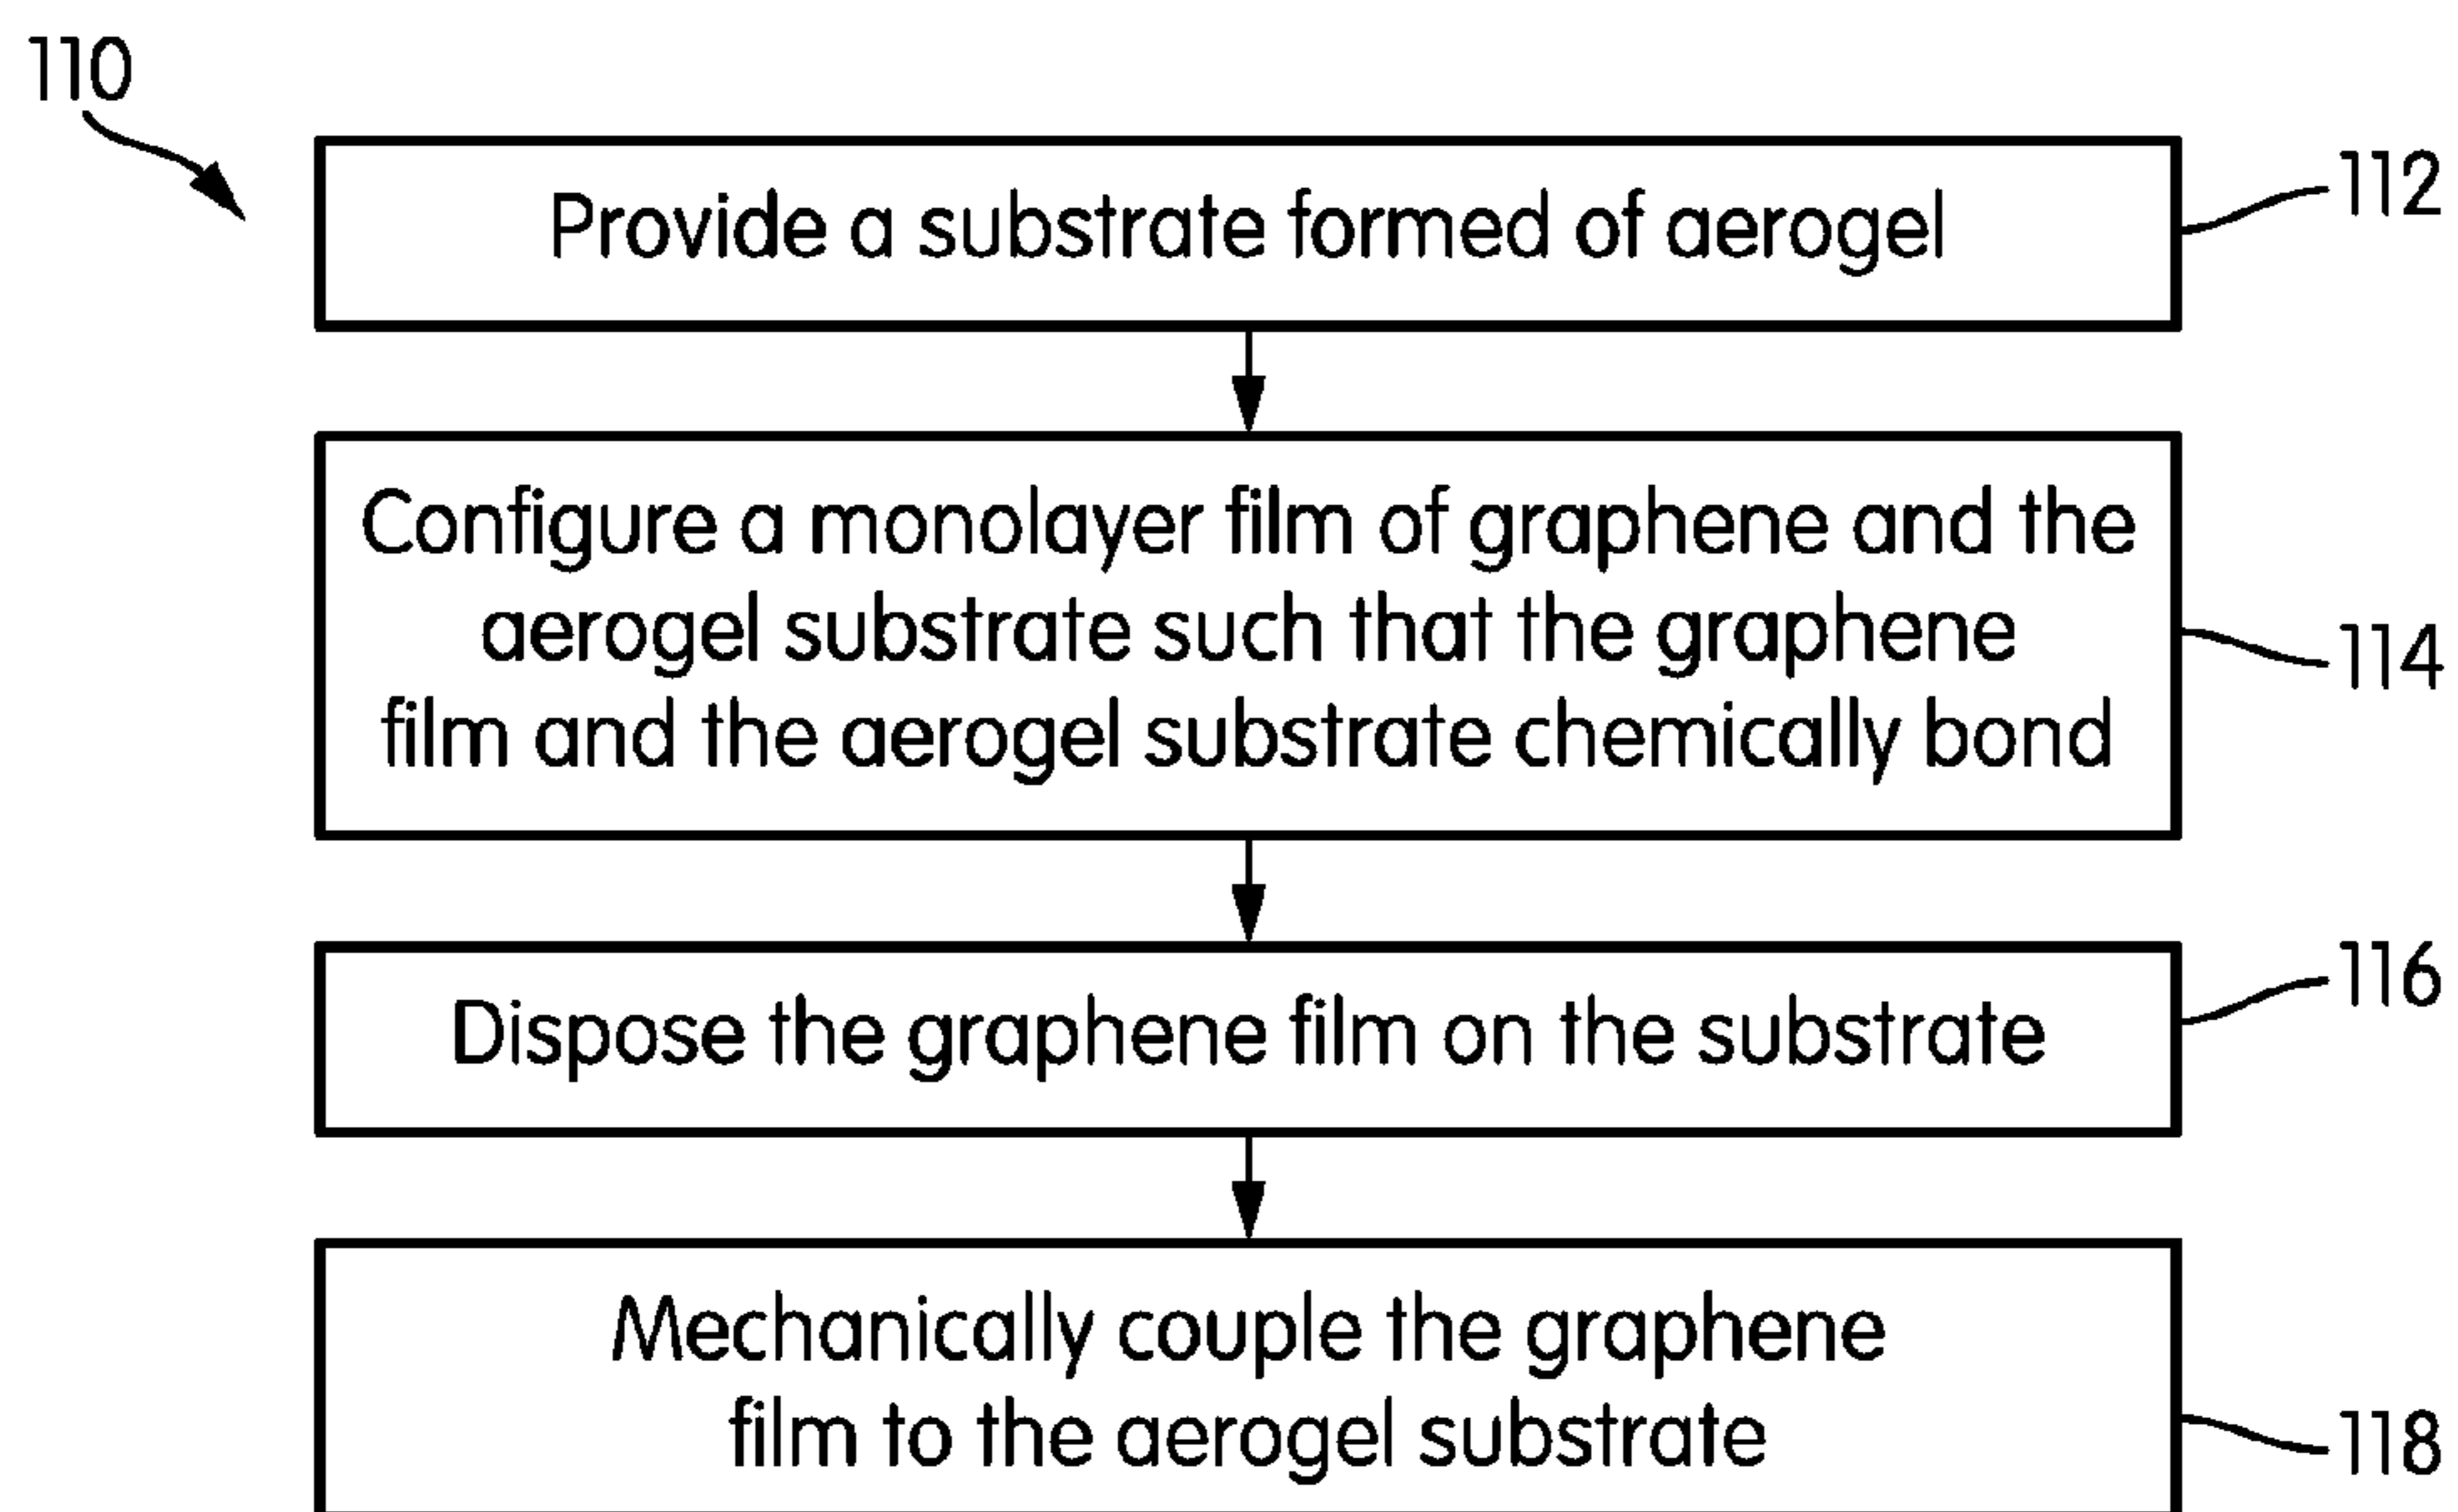 110
Provide a substrate formed of aerogel
112
Configure a monolayer film of graphene and the
aerogel substrate such that the graphene
film and the aerogel substrate chemically bond
114
Dispose the graphene film on the substrate
116
Mechanically couple the graphene
film to the aerogel substrate
118